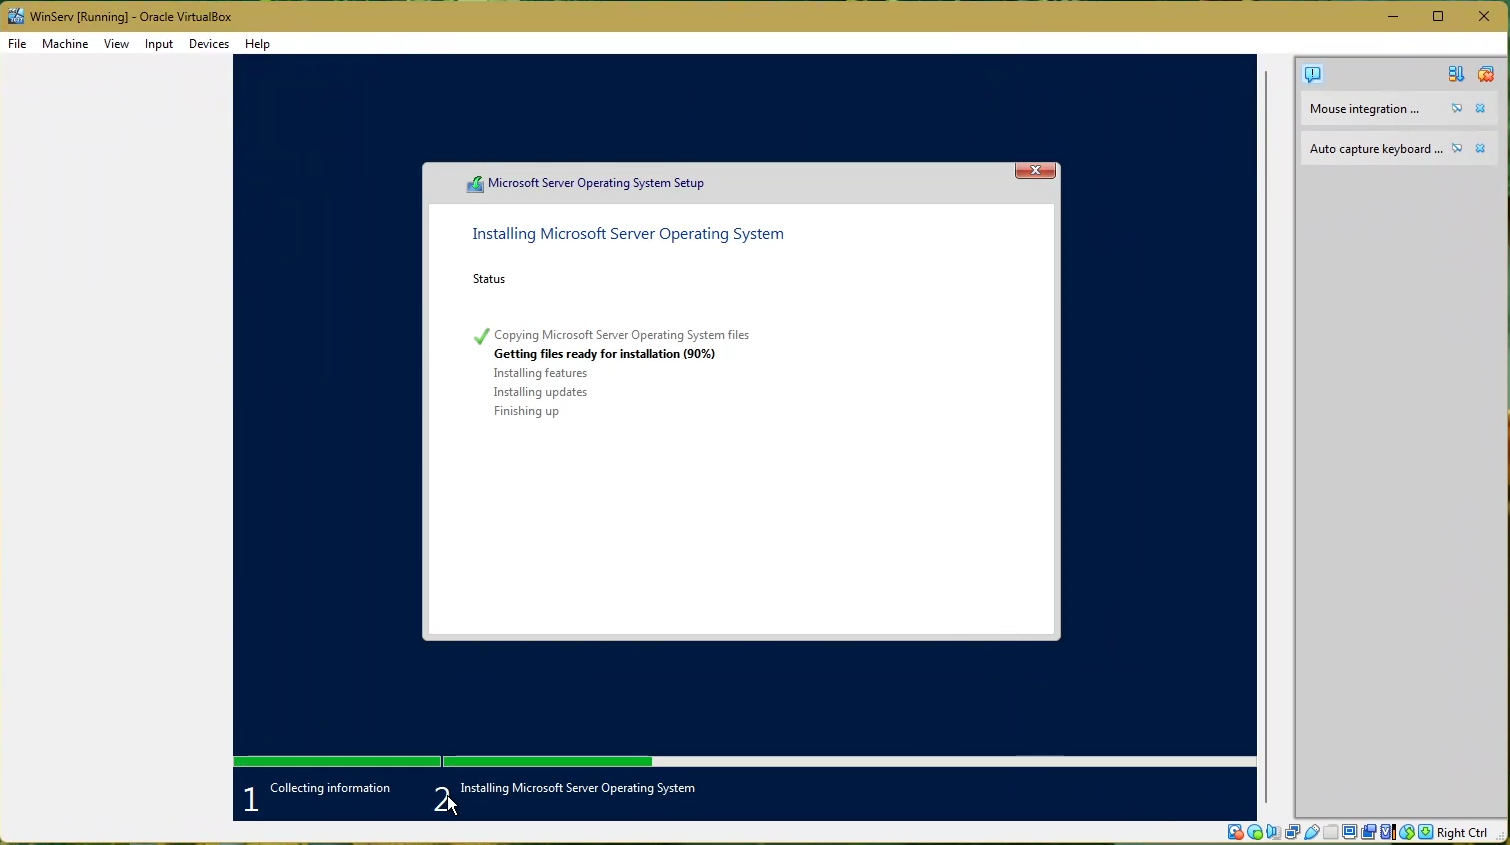 WinServ [Running] - Oracle VirtualBox
File Machine View Input Devices Help
Mouse integration ...
Auto capture keyboard ...
Microsoft Server Operating System Setup
Installing Microsoft Server Operating System
Status
Copying Microsoft Server Operating System files
Getting files ready for installation (90%)
Installing features
Installing updates
Finishing up
1 Collecting information
2 Installing Microsoft Server Operating System
Right Ctrl